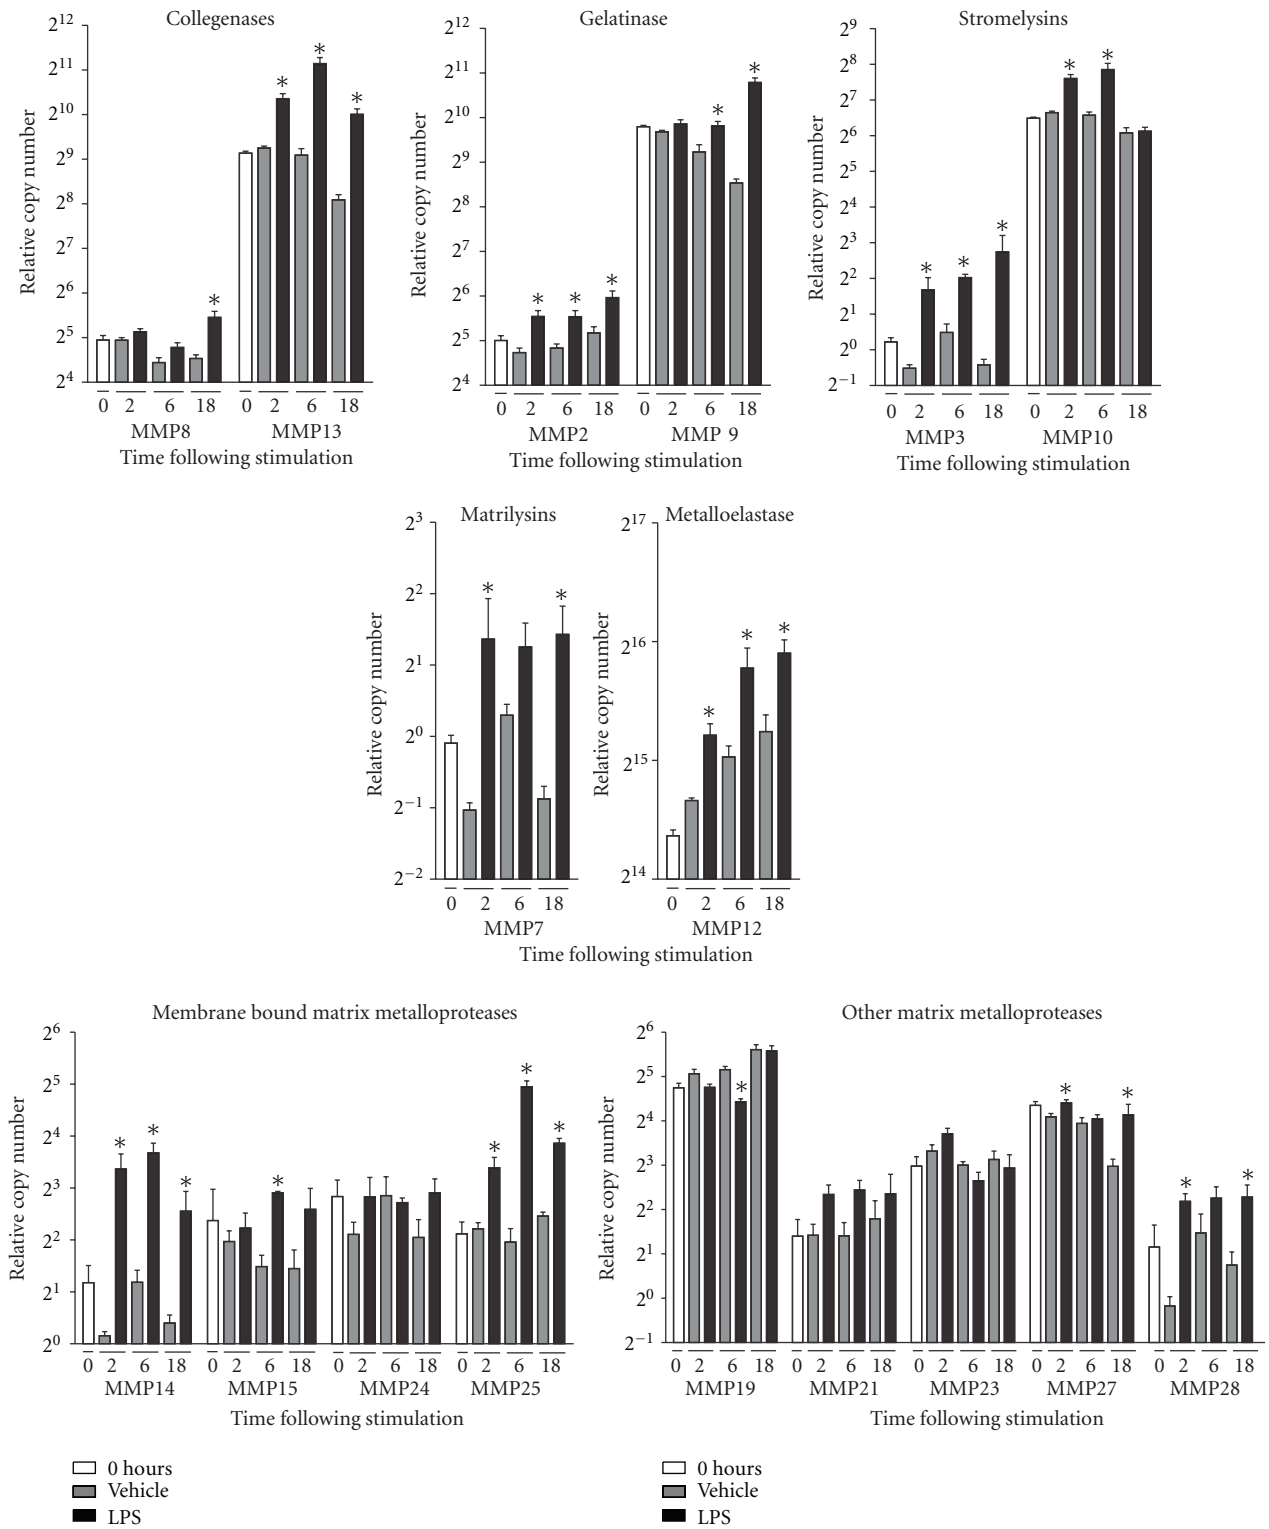 Collegenases
Relative copy number
2^12
2^11
2^10
2^9
2^8
2^7
2^6
2^5
2^4
* * * *
0 2 6 18 0 2 6 18
MMP8 MMP13
Time following stimulation
Gelatinase
Relative copy number
2^12
2^11
2^10
2^9
2^8
2^7
2^6
2^5
2^4
* * * * *
0 2 6 18 0 2 6 18
MMP2 MMP 9
Time following stimulation
Stromelysins
Relative copy number
2^9
2^8
2^7
2^6
2^5
2^4
2^3
2^2
2^1
2^0
2^−1
* * * * *
0 2 6 18 0 2 6 18
MMP3 MMP10
Time following stimulation
Matrilysins
Relative copy number
2^3
2^2
2^1
2^0
2^−1
2^−2
* *
0 2 6 18
MMP7
Metalloelastase
Relative copy number
2^17
2^16
2^15
2^14
* * *
0 2 6 18
MMP12
Time following stimulation
Membrane bound matrix metalloproteases
Relative copy number
2^6
2^5
2^4
2^3
2^2
2^1
2^0
* * * * * * *
0 2 6 18 0 2 6 18 0 2 6 18 0 2 6 18
MMP14 MMP15 MMP24 MMP25
Time following stimulation
0 hours
Vehicle
LPS
Other matrix metalloproteases
Relative copy number
2^6
2^5
2^4
2^3
2^2
2^1
2^0
2^−1
* * * * *
0 2 6 18 0 2 6 18 0 2 6 18 0 2 6 18 0 2 6 18
MMP19 MMP21 MMP23 MMP27 MMP28
Time following stimulation
0 hours
Vehicle
LPS